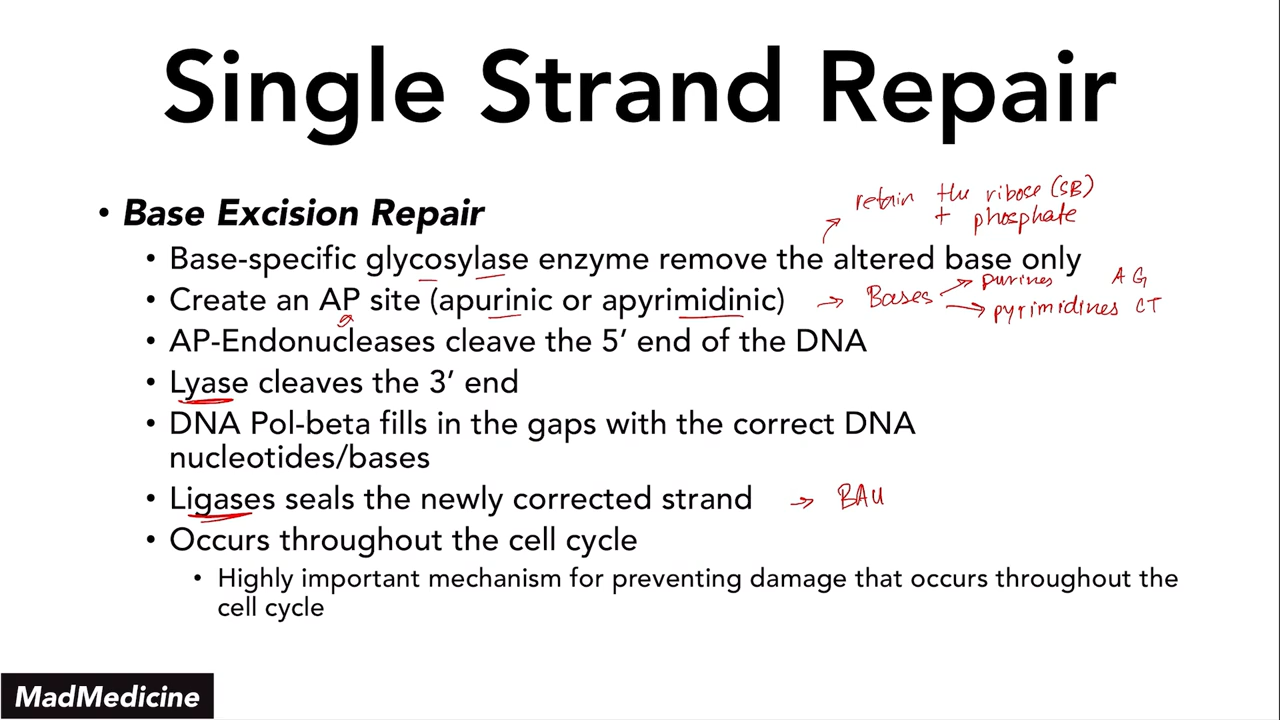 Single Strand Repair
retain the ribose (SB)
+ phosphate
• Base Excision Repair
• Base-specific glycosylase enzyme remove the altered base only
• Create an AP site (apurinic or apyrimidinic) → Bases → purines AG
→ pyrimidines CT
• AP-Endonucleases cleave the 5’ end of the DNA
• Lyase cleaves the 3’ end
• DNA Pol-beta fills in the gaps with the correct DNA
nucleotides/bases
• Ligases seals the newly corrected strand → BAU
• Occurs throughout the cell cycle
• Highly important mechanism for preventing damage that occurs throughout the
cell cycle
MadMedicine